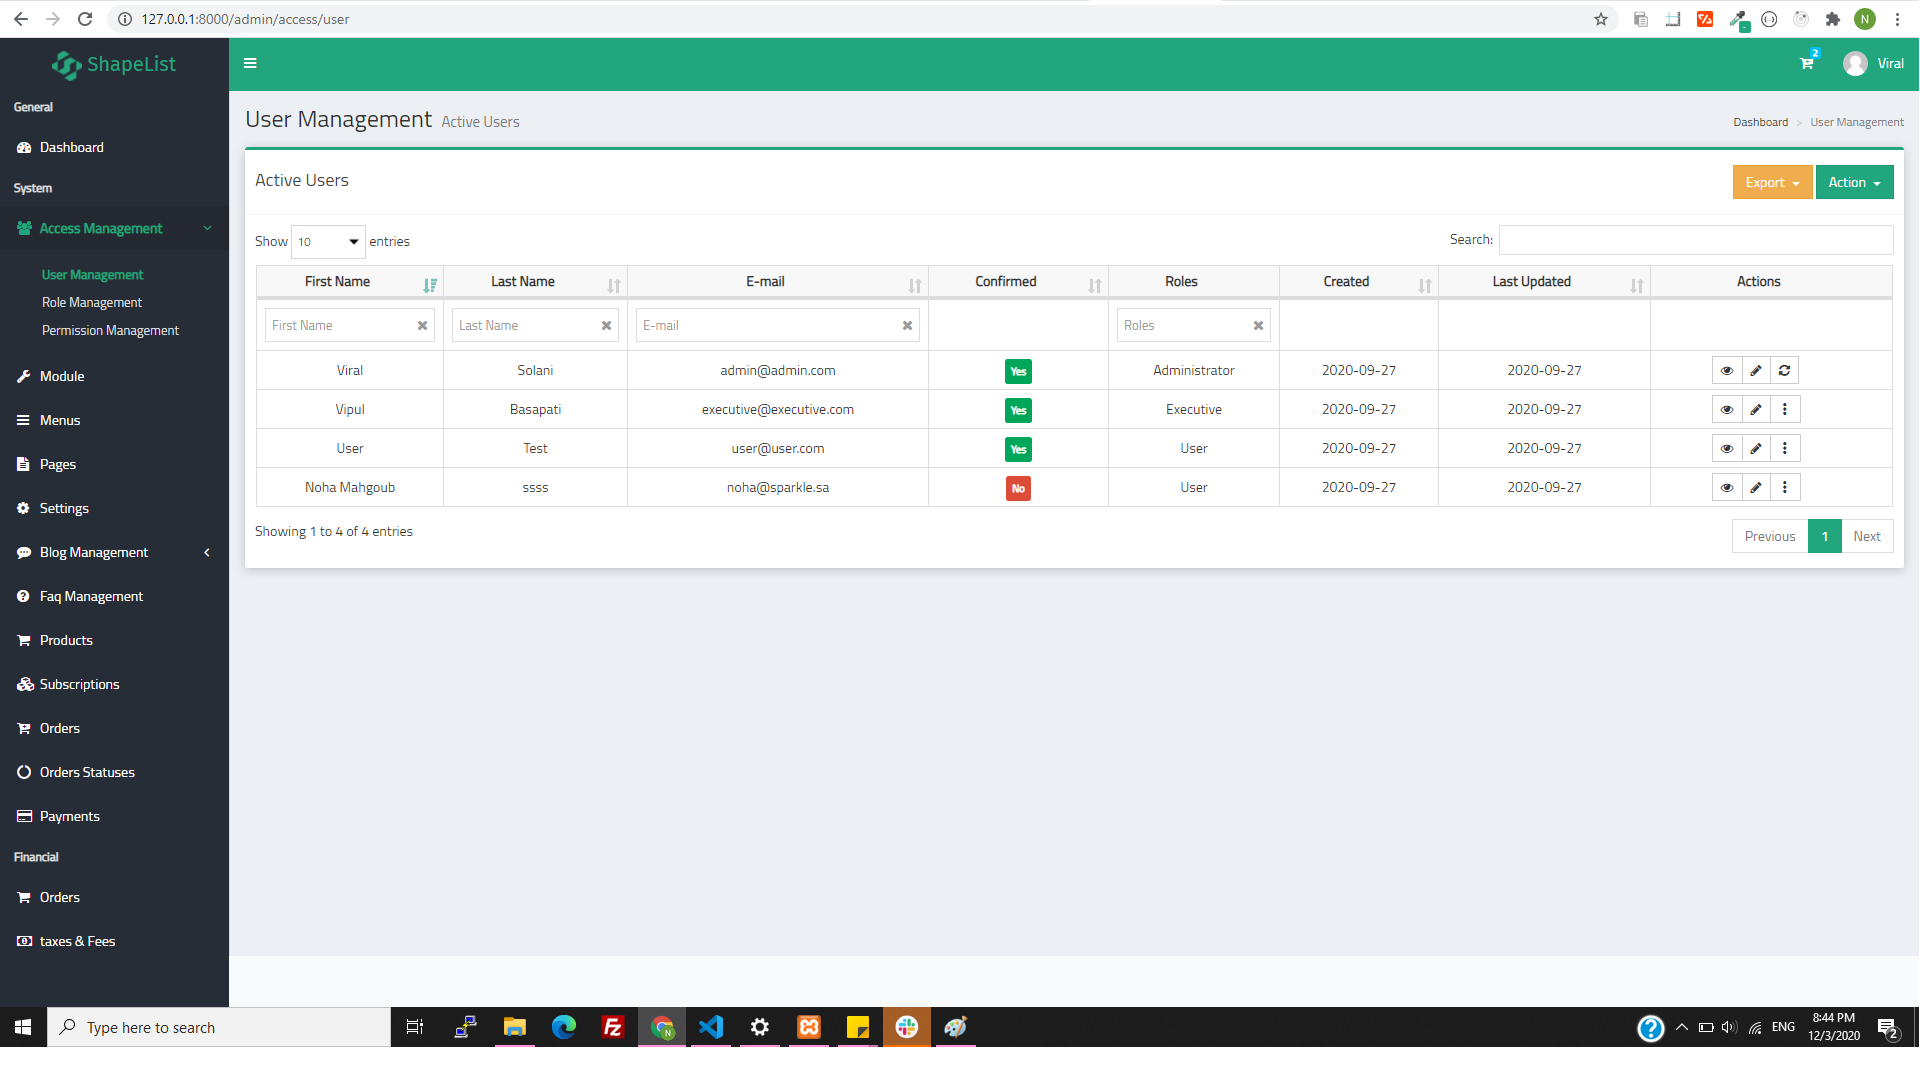 127.0.0.1:8000/admin/access/user
N
ShapeList
2
Viral
General
Dashboard
System
Access Management
User Management
Role Management
Permission Management
Module
Menus
Pages
Settings
Blog Management
Faq Management
Products
Subscriptions
Orders
Orders Statuses
Payments
Financial
Orders
taxes & Fees
User Management Active Users
Dashboard > User Management
Active Users
Export Action
Show 10 entries
Search:
First Name Last Name E-mail Confirmed Roles Created Last Updated Actions
First Name Last Name E-mail Roles
Viral Solani admin@admin.com Yes Administrator 2020-09-27 2020-09-27
Vipul Basapati executive@executive.com Yes Executive 2020-09-27 2020-09-27
User Test user@user.com Yes User 2020-09-27 2020-09-27
Noha Mahgoub ssss noha@sparkle.sa No User 2020-09-27 2020-09-27
Showing 1 to 4 of 4 entries
Previous 1 Next
Type here to search
ENG
8:44 PM
12/3/2020
2